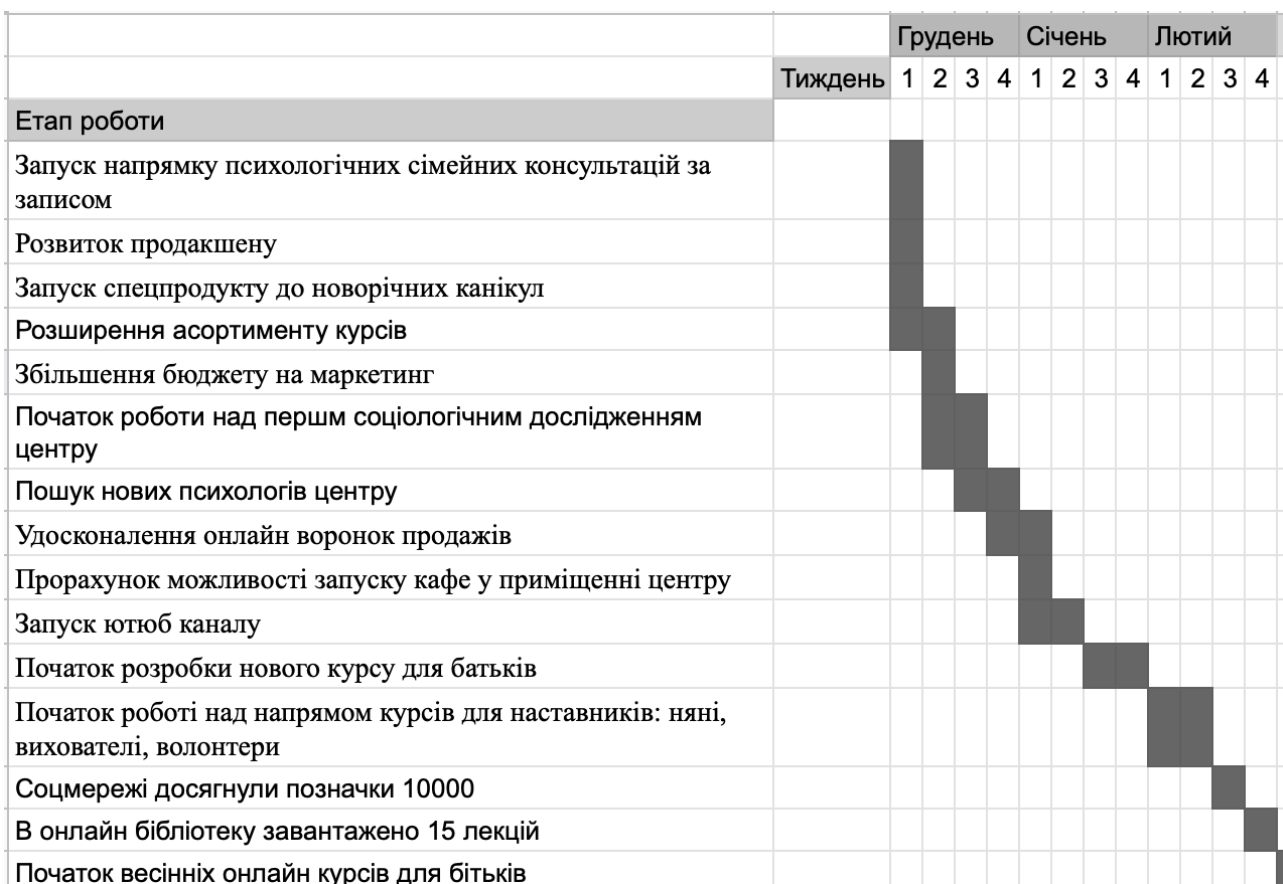 Грудень Січень Лютий
Тиждень 1 2 3 4 1 2 3 4 1 2 3 4
Етап роботи
Запуск напрямку психологічних сімейних консультацій за
записом
Розвиток продакшену
Запуск спецпродукту до новорічних канікул
Розширення асортименту курсів
Збільшення бюджету на маркетинг
Початок роботи над першм соціологічним дослідженням
центру
Пошук нових психологів центру
Удосконалення онлайн воронок продажів
Прорахунок можливості запуску кафе у приміщенні центру
Запуск ютюб каналу
Початок розробки нового курсу для батьків
Початок роботі над напрямом курсів для наставників: няні,
вихователі, волонтери
Соцмережі досягнули позначки 10000
В онлайн бібліотеку завантажено 15 лекцій
Початок весінніх онлайн курсів для бітьків